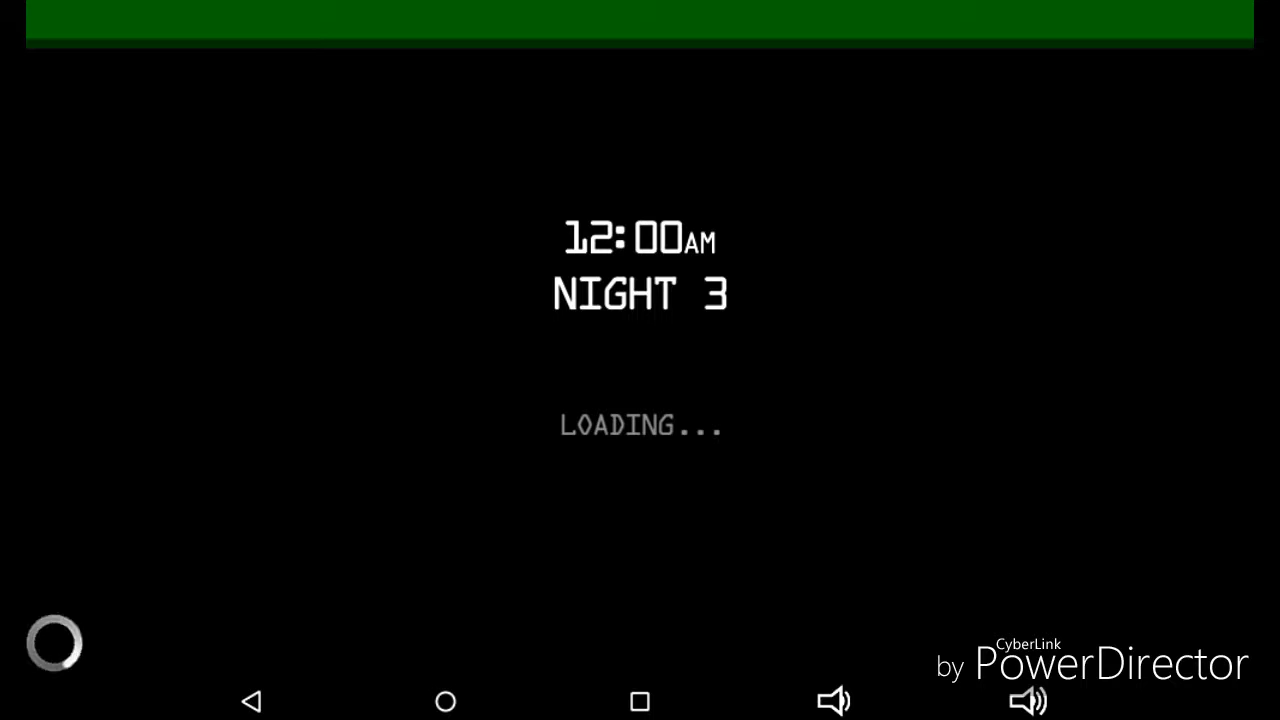 12:00AM
NIGHT 3
LOADING...
CyberLink
by PowerDirector